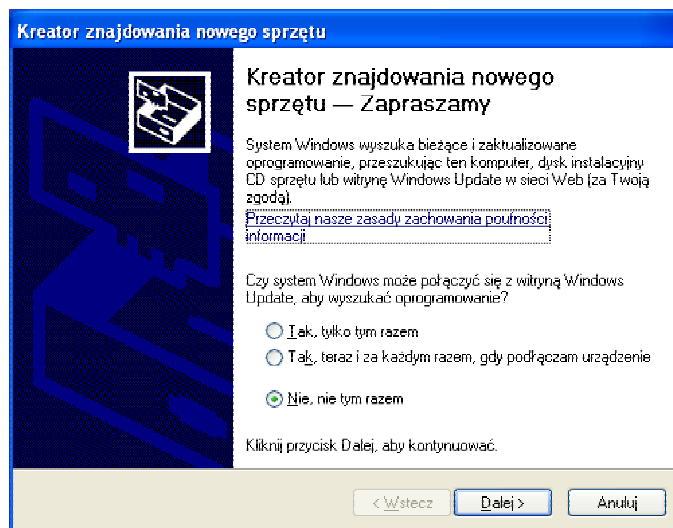 Kreator znajdowania nowego sprzętu
Kreator znajdowania nowego
sprzętu — Zapraszamy
System Windows wyszuka bieżące i zaktualizowane
oprogramowanie, przeszukując ten komputer, dysk instalacyjny
CD sprzętu lub witrynę Windows Update w sieci Web (za Twoją
zgodą).
Przeczytaj nasze zasady zachowania poufności
informacji
Czy system Windows może połączyć się z witryną Windows
Update, aby wyszukać oprogramowanie?
Tak, tylko tym razem
Tak, teraz i za każdym razem, gdy podłączam urządzenie
Nie, nie tym razem
Kliknij przycisk Dalej, aby kontynuować.
< Wstecz
Dalej >
Anuluj